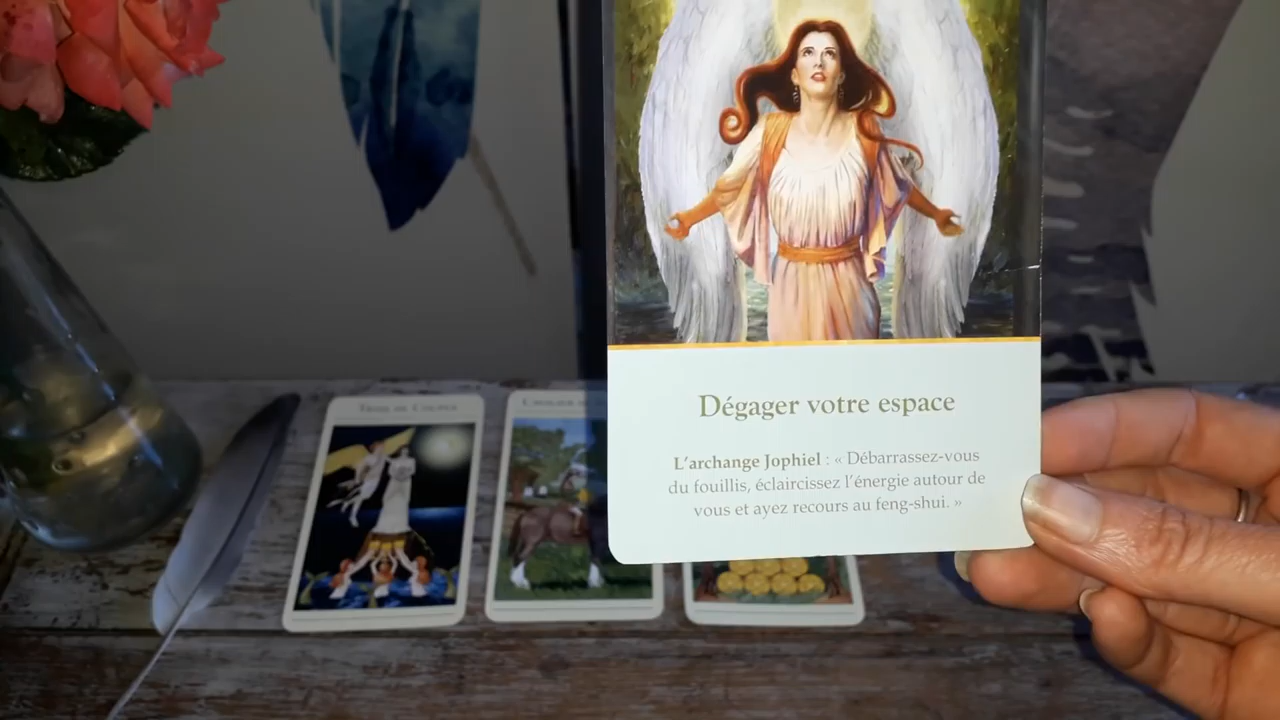 Dégager votre espace
L'archange Jophiel : « Débarrassez-vous
du fouillis, éclaircissez l'énergie autour de
vous et ayez recours au feng-shui. »